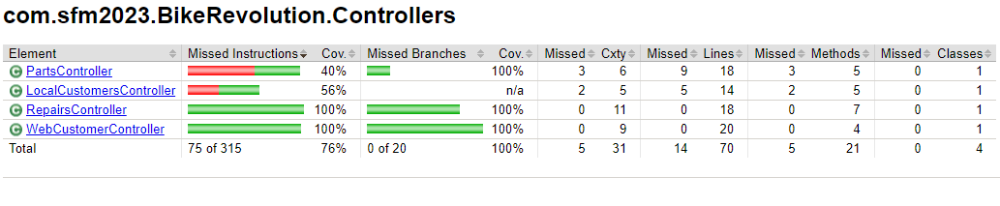 com.sfm2023.BikeRevolution.Controllers
Element Missed Instructions Cov. Missed Branches Cov. Missed Cxty Missed Lines Missed Methods Missed Classes
C PartsController 40% 100% 3 6 9 18 3 5 0 1
C LocalCustomersController 56% n/a 2 5 5 14 2 5 0 1
C RepairsController 100% 100% 0 11 0 18 0 7 0 1
C WebCustomerController 100% 100% 0 9 0 20 0 4 0 1
Total 75 of 315 76% 0 of 20 100% 5 31 14 70 5 21 0 4